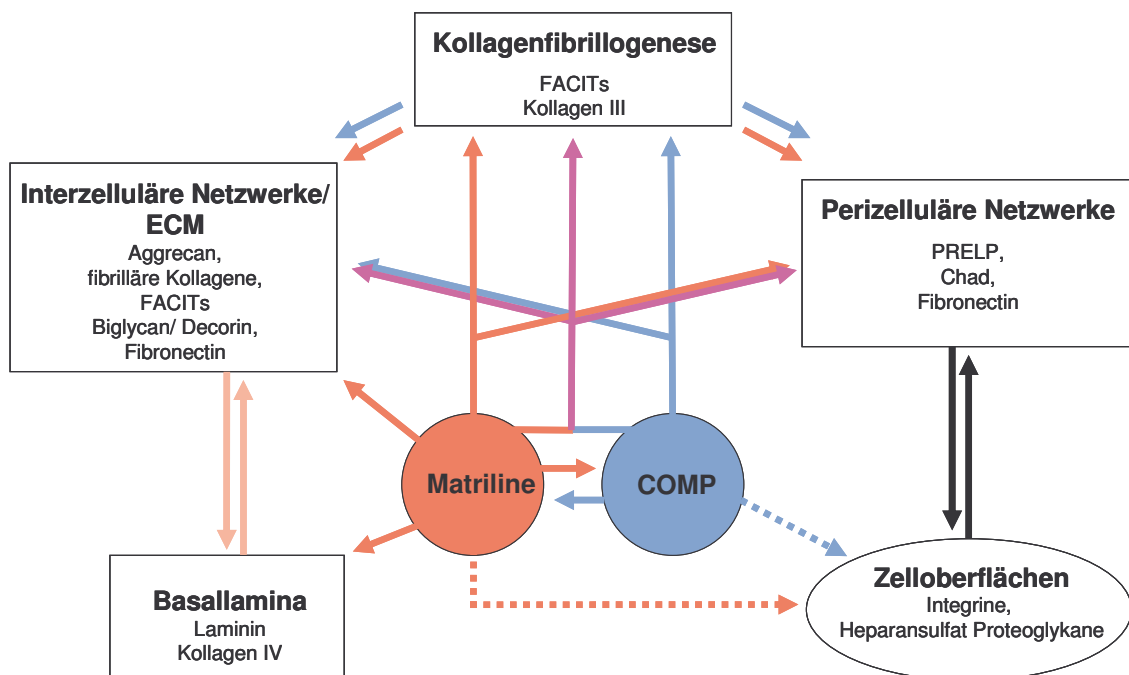 Kollagenfibrillogenese
FACITs
Kollagen III
Interzelluläre Netzwerke/
ECM
Aggrecan,
fibrilläre Kollagene,
FACITs
Biglycan/ Decorin,
Fibronectin
Perizelluläre Netzwerke
PRELP,
Chad,
Fibronectin
Matriline
COMP
Basallamina
Laminin
Kollagen IV
Zelloberflächen
Integrine,
Heparansulfat Proteoglykane